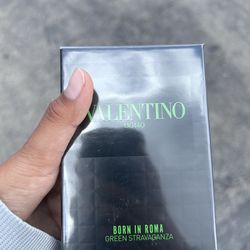 VALENTINO
UOMO
BORN IN ROMA
GREEN STRAVAGANZA